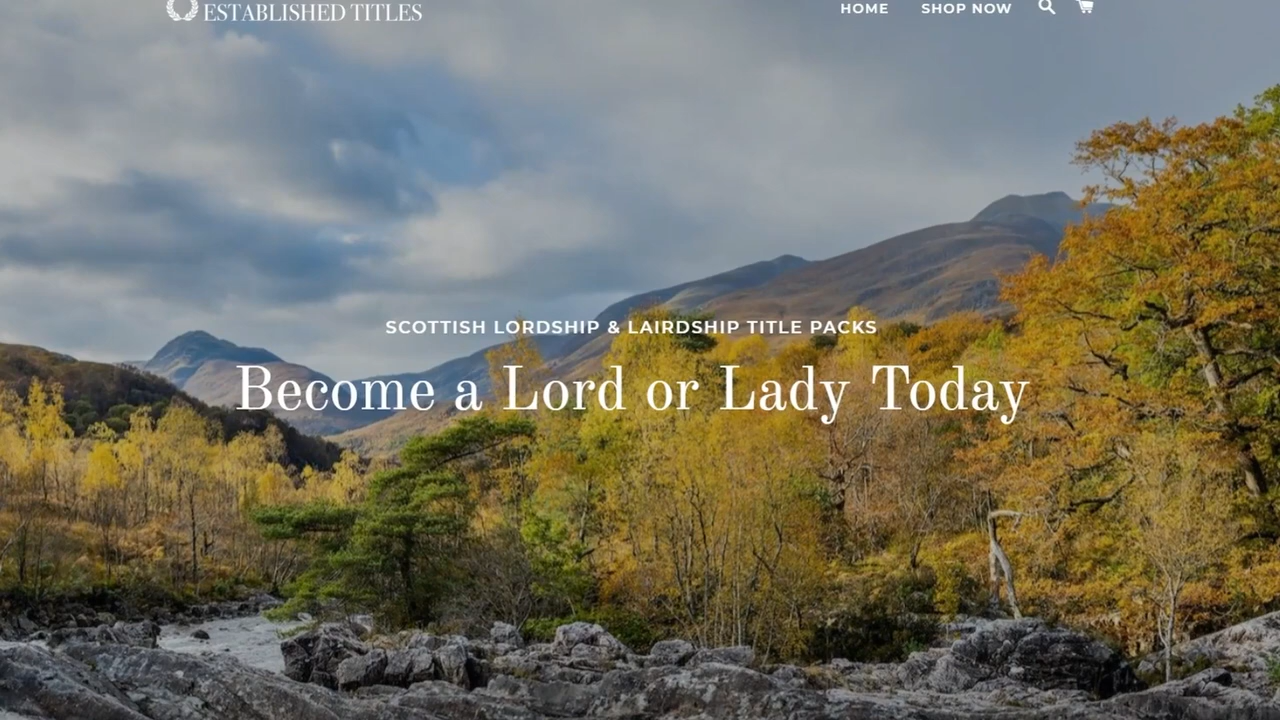 ESTABLISHED TITLES
HOME SHOP NOW
SCOTTISH LORDSHIP & LAIRDSHIP TITLE PACKS
Become a Lord or Lady Today